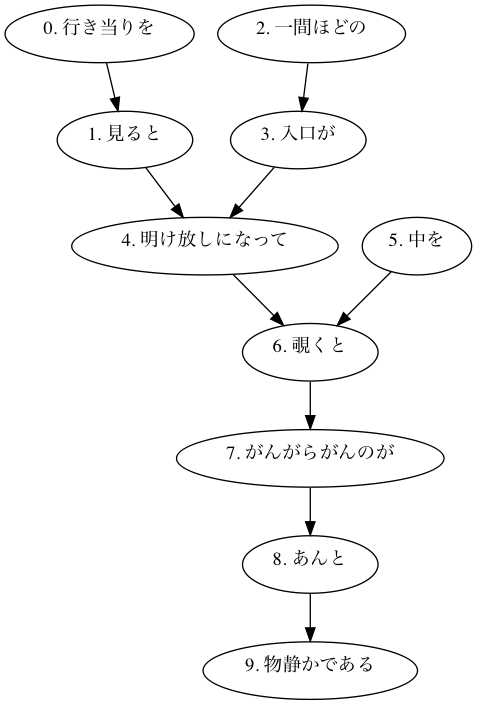 0. 行き当りを
2. 一間ほどの
1. 見ると
3. 入口が
4. 明け放しになって
5. 中を
6. 覗くと
7. がんがらがんのが
8. あんと
9. 物静かである